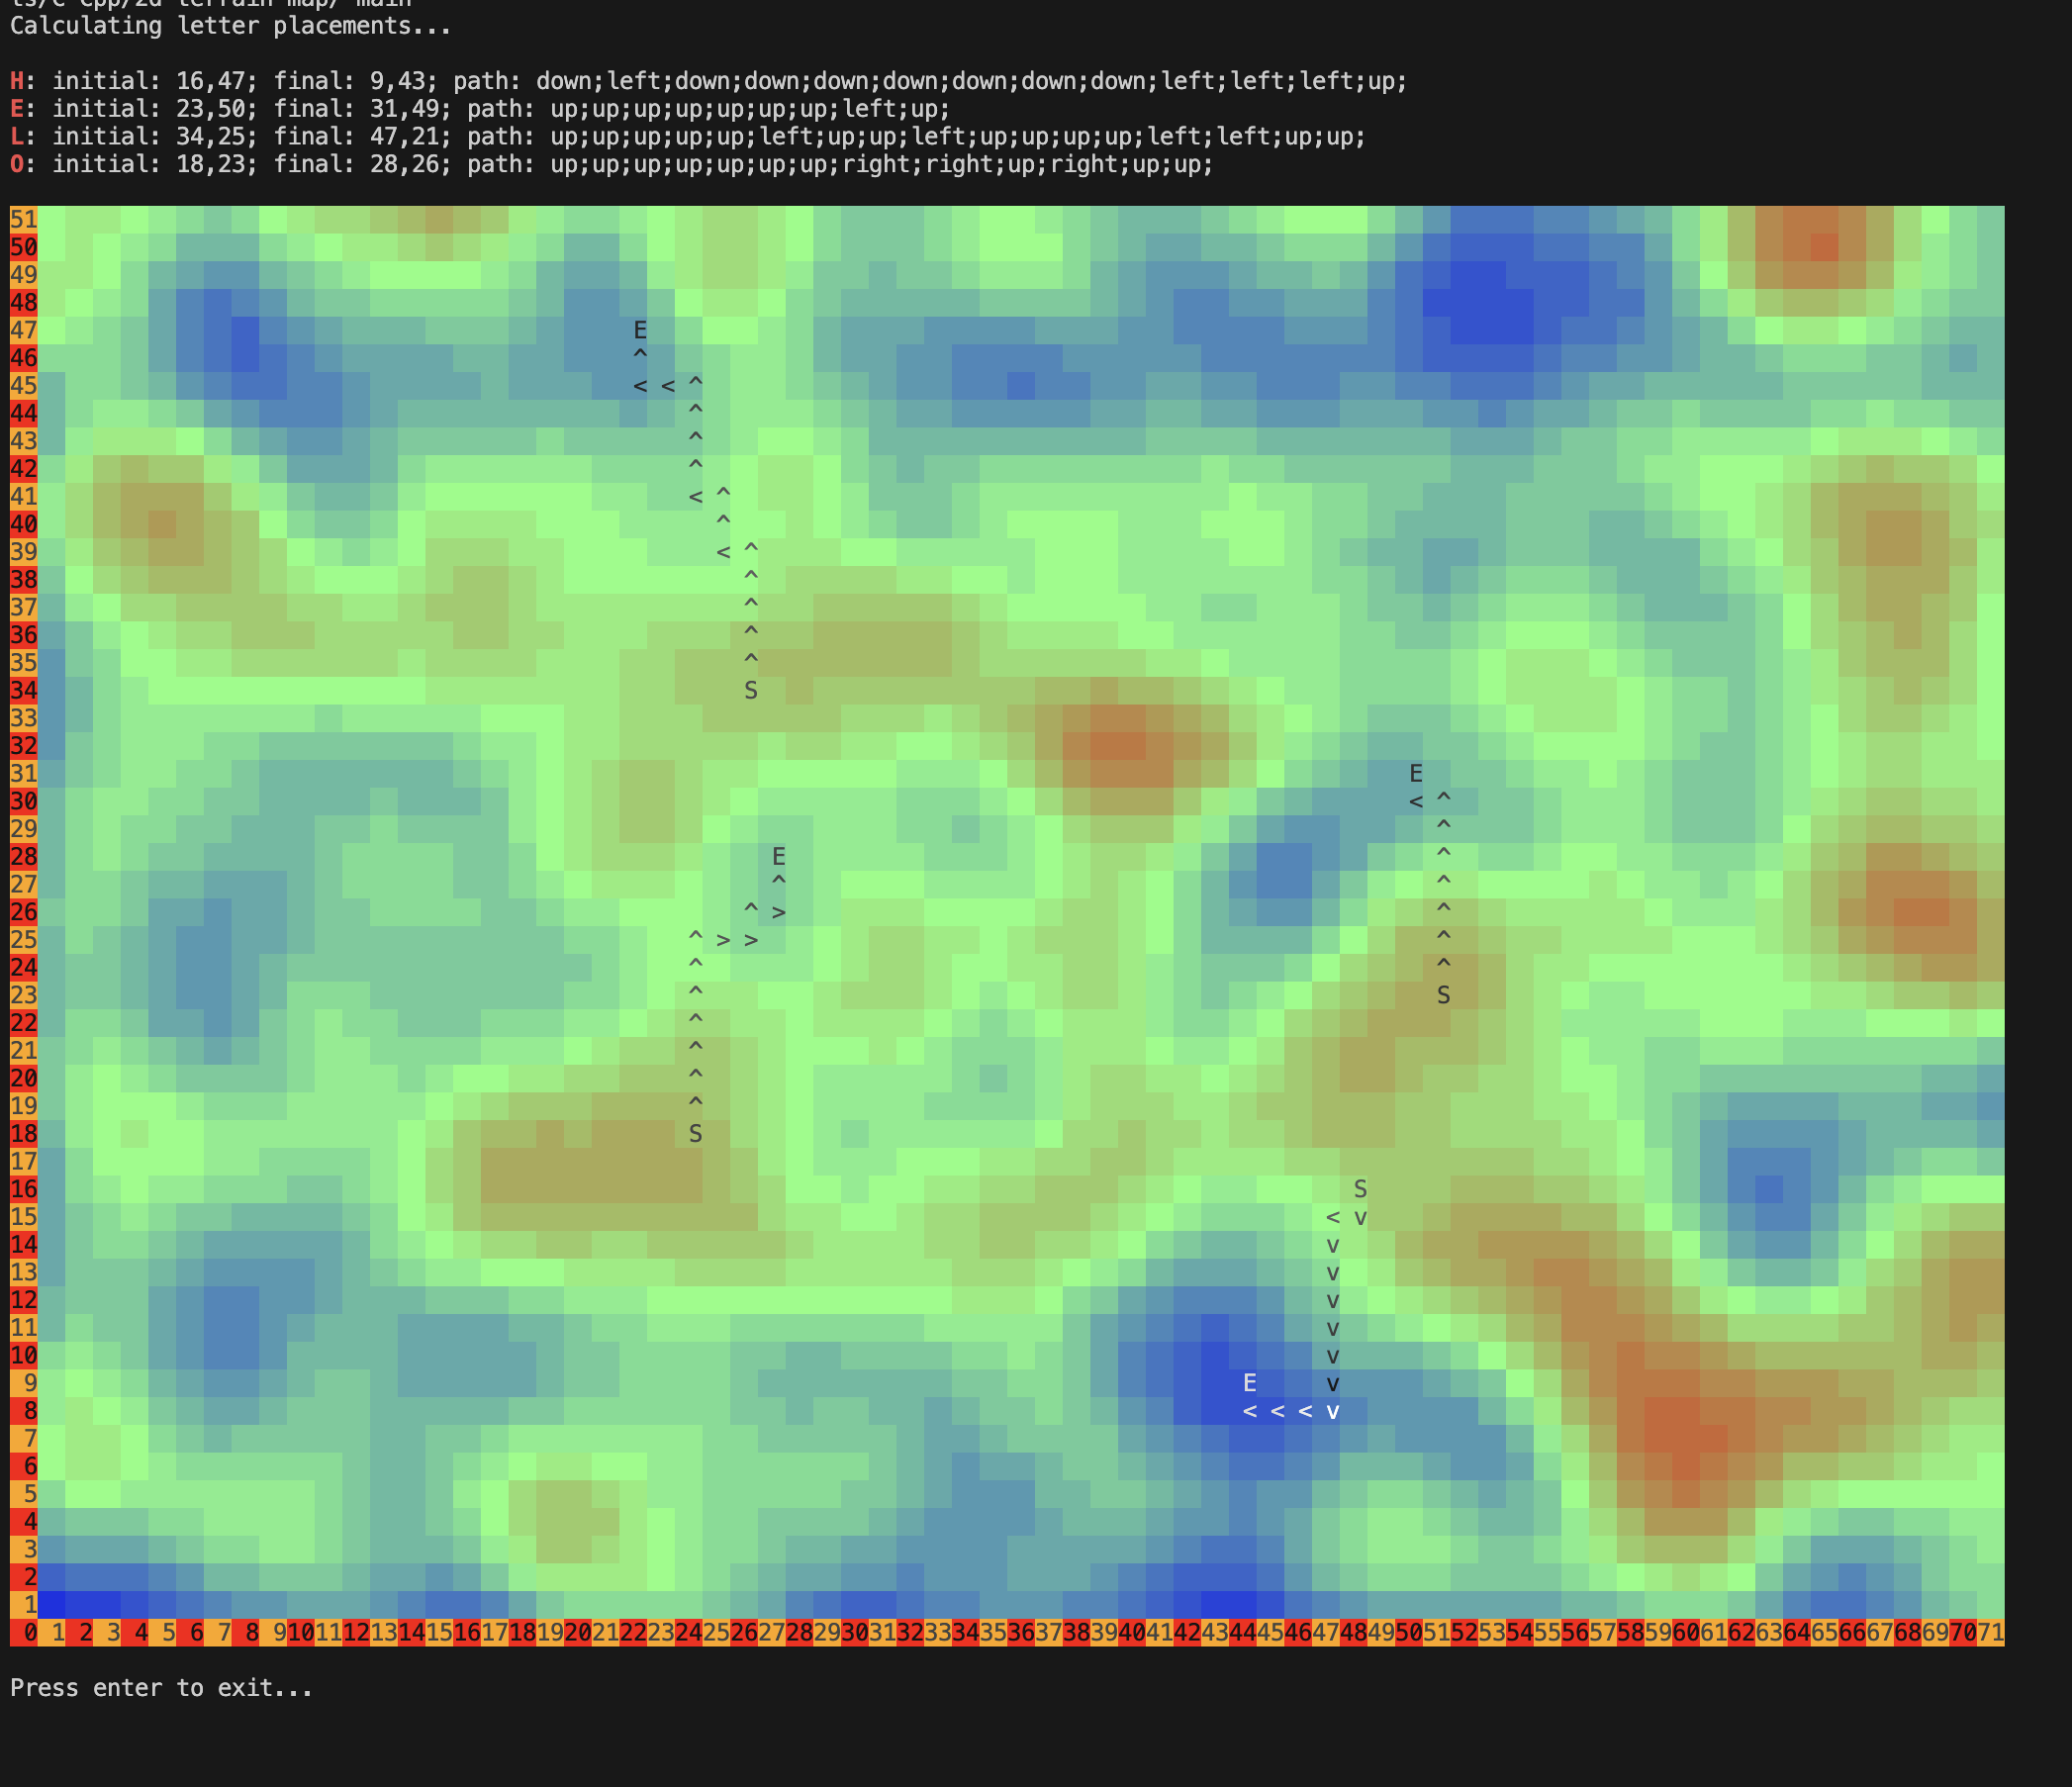 ts/C Cpp/2d terrain map/ main
Calculating letter placements...
H: initial: 16,47; final: 9,43; path: down;left;down;down;down;down;down;down;down;left;left;left;up;
E: initial: 23,50; final: 31,49; path: up;up;up;up;up;up;up;left;up;
L: initial: 34,25; final: 47,21; path: up;up;up;up;up;left;up;up;left;up;up;up;up;left;left;up;up;
O: initial: 18,23; final: 28,26; path: up;up;up;up;up;up;up;right;right;up;right;up;up;
51
50
49
48
47 E
46 ^
45 < < ^
44 ^
43 ^
42 ^
41 < ^
40 ^
39 < ^
38 ^
37 ^
36 ^
35 ^
34 S
33
32
31 E
30 < ^
29 ^
28 E ^
27 ^ ^
26 ^ > ^
25 ^ > > ^
24 ^ ^
23 ^ S
22 ^
21 ^
20 ^
19 ^
18 S
17
16 S
15 < v
14 v
13 v
12 v
11 v
10 v
9 E v
8 < < < v
7
6
5
4
3
2
1
0 1 2 3 4 5 6 7 8 9 10 11 12 13 14 15 16 17 18 19 20 21 22 23 24 25 26 27 28 29 30 31 32 33 34 35 36 37 38 39 40 41 42 43 44 45 46 47 48 49 50 51 52 53 54 55 56 57 58 59 60 61 62 63 64 65 66 67 68 69 70 71
Press enter to exit...